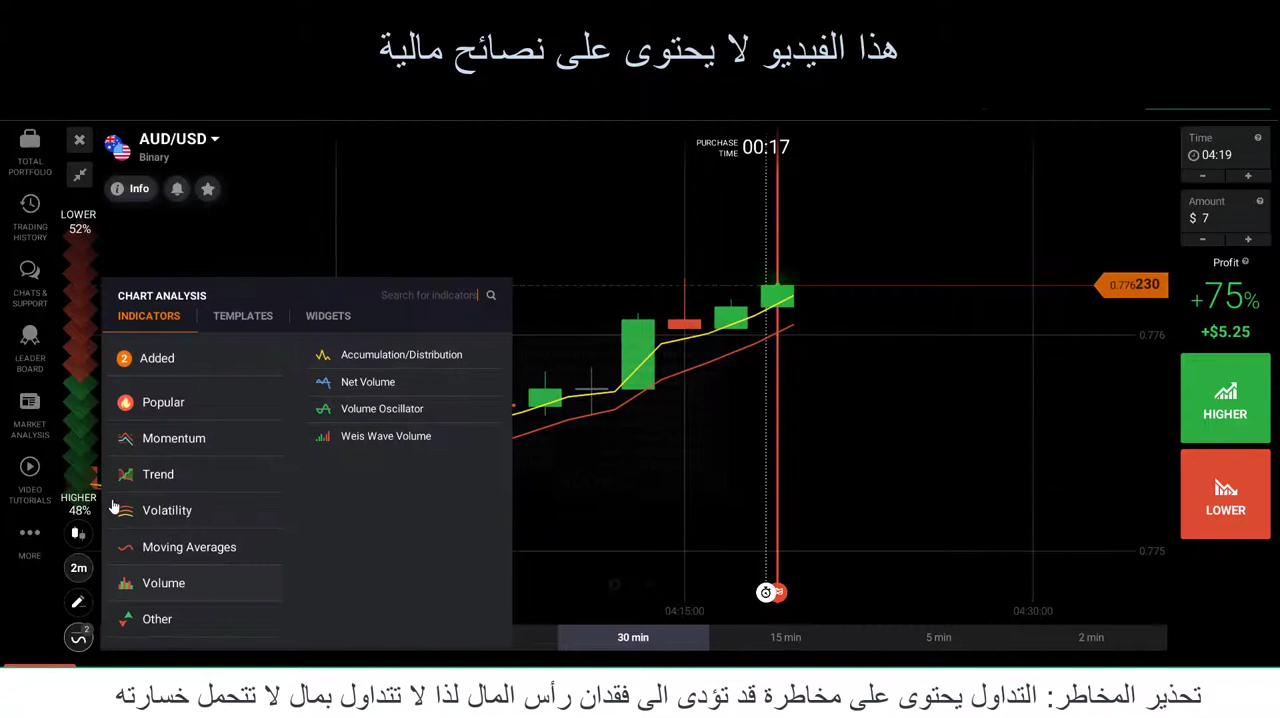 هذا الفيديو لا يحتوى على نصائح مالية
TOTAL
PORTFOLIO
TRADING
HISTORY
CHATS &
SUPPORT
LEADER
BOARD
MARKET
ANALYSIS
VIDEO
TUTORIALS
MORE
LOWER
52%
HIGHER
48%
2m
2
AUD/USD
Binary
Info
CHART ANALYSIS
Search for indicators
INDICATORS TEMPLATES WIDGETS
2 Added
Popular
Momentum
Trend
Volatility
Moving Averages
Volume
Other
Accumulation/Distribution
Net Volume
Volume Oscillator
Weis Wave Volume
PURCHASE
TIME
00:17
0.776230
0.776
0.775
04:15:00
04:30:00
30 min 15 min 5 min 2 min
Time
04:19
- +
Amount
$ 7
- +
Profit
+75%
+$5.25
HIGHER
LOWER
تحذير المخاطر: التداول يحتوى على مخاطرة قد تؤدى الى فقدان رأس المال لذا لا تتداول بمال لا تتحمل خسارته